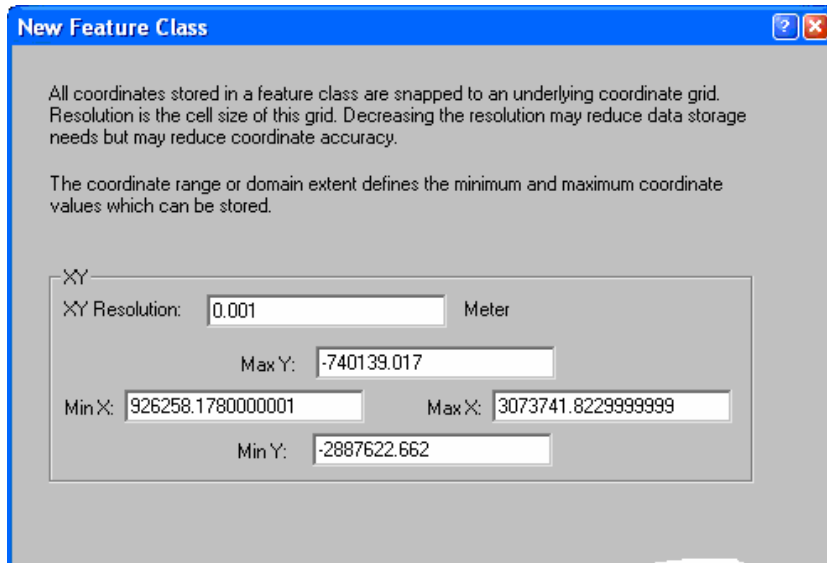 New Feature Class
All coordinates stored in a feature class are snapped to an underlying coordinate grid.
Resolution is the cell size of this grid. Decreasing the resolution may reduce data storage
needs but may reduce coordinate accuracy.
The coordinate range or domain extent defines the minimum and maximum coordinate
values which can be stored.
XY
XY Resolution: 0.001 Meter
Max Y: -740139.017
Min X: 926258.1780000001 Max X: 3073741.8229999999
Min Y: -2887622.662